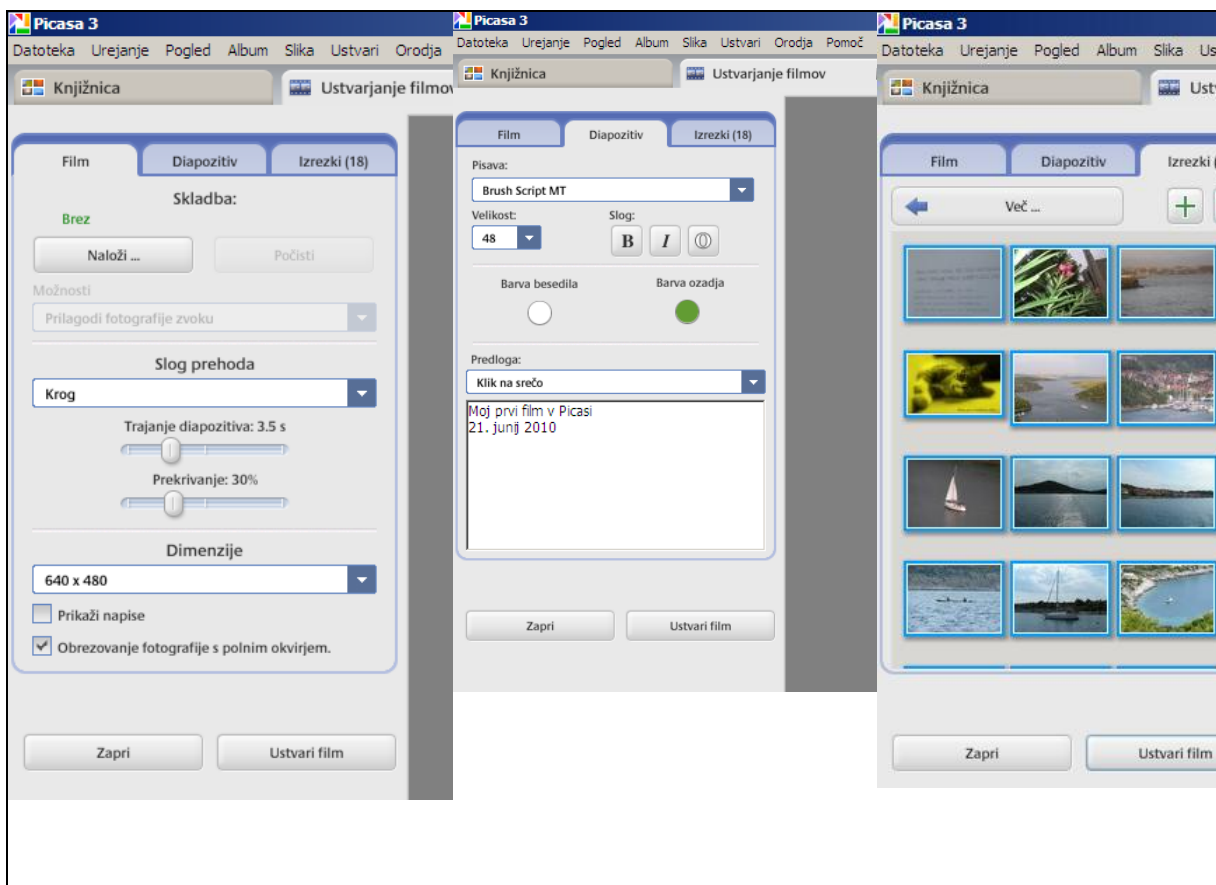 Picasa 3
Datoteka Urejanje Pogled Album Slika Ustvari Orodja
Knjižnica
Ustvarjanje filmov
Film Diapozitiv Izrezki (18)
Skladba:
Brez
Naloži ... Počisti
Možnosti
Prilagodi fotografije zvoku
Slog prehoda
Krog
Trajanje diapozitiva: 3.5 s
Prekrivanje: 30%
Dimenzije
640 x 480
Prikaži napise
Obrezovanje fotografije s polnim okvirjem.
Zapri Ustvari film
Picasa 3
Datoteka Urejanje Pogled Album Slika Ustvari Orodja Pomoč
Knjižnica
Ustvarjanje filmov
Film Diapozitiv Izrezki (18)
Pisava:
Brush Script MT
Velikost: Slog:
48 B I O
Barva besedila Barva ozadja
Predloga:
Klik na srečo
Moj prvi film v Picasi
21. junij 2010
Zapri Ustvari film
Picasa 3
Datoteka Urejanje Pogled Album Slika Us
Knjižnica
Ust
Film Diapozitiv Izrezki (
Več ...
Zapri Ustvari film